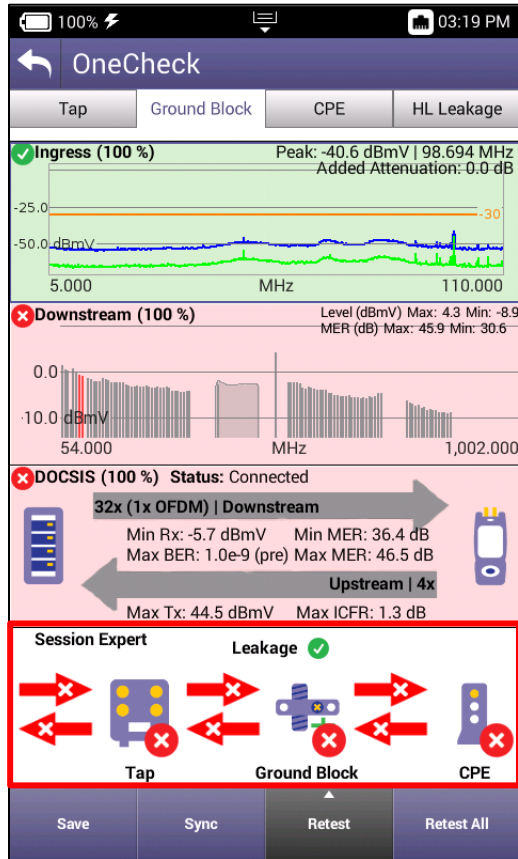 100% 03:19 PM
OneCheck
Tap Ground Block CPE HL Leakage
Ingress (100 %) Peak: -40.6 dBmV | 98.694 MHz
Added Attenuation: 0.0 dB
-25.0
-30
-50.0 dBmV
5.000 MHz 110.000
Downstream (100 %) Level (dBmV) Max: 4.3 Min: -8.9
MER (dB) Max: 45.9 Min: 30.6
0.0
-10.0 dBmV
54.000 MHz 1,002.000
DOCSIS (100 %) Status: Connected
32x (1x OFDM) | Downstream
Min Rx: -5.7 dBmV Min MER: 36.4 dB
Max BER: 1.0e-9 (pre) Max MER: 46.5 dB
Upstream | 4x
Max Tx: 44.5 dBmV Max ICFR: 1.3 dB
Session Expert Leakage
Tap Ground Block CPE
Save Sync Retest Retest All